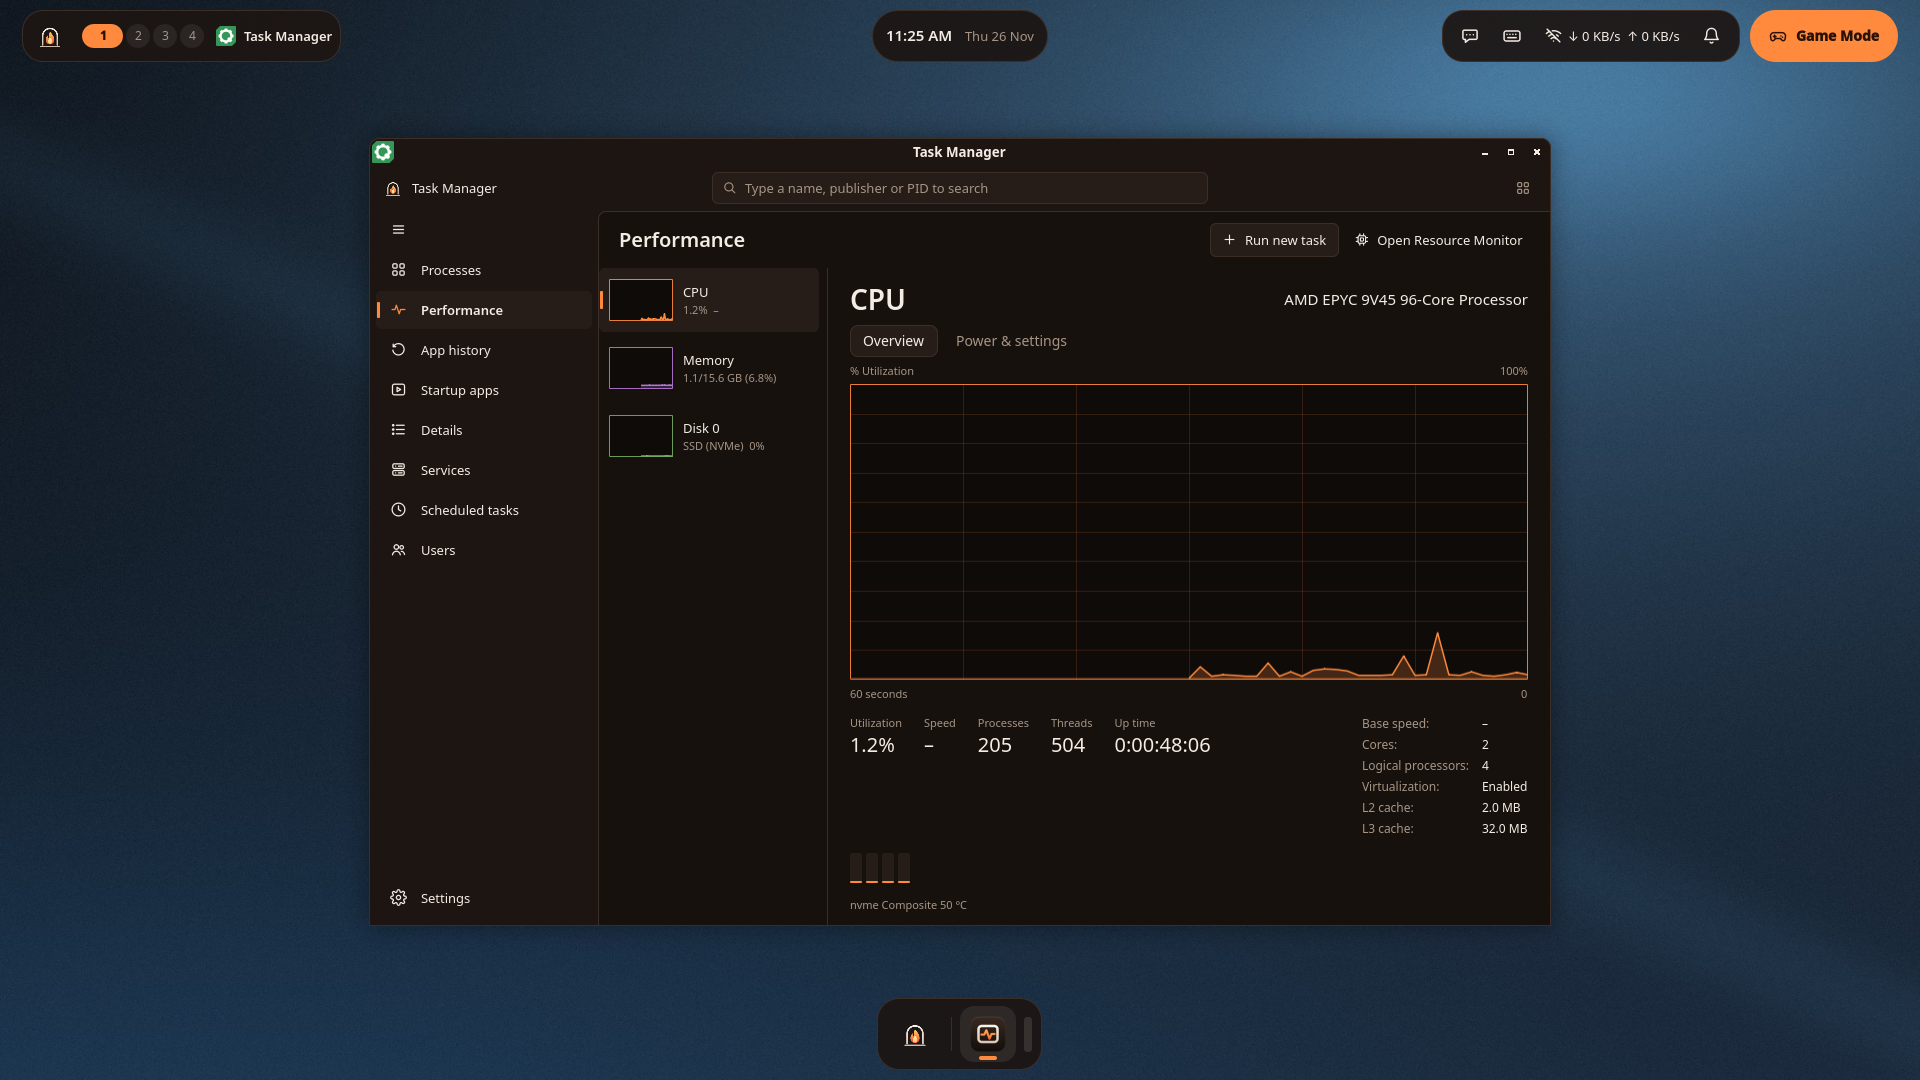 1 2 3 4 Task Manager
11:25 AM Thu 26 Nov
↓ 0 KB/s ↑ 0 KB/s
Game Mode
Task Manager
Task Manager
Type a name, publisher or PID to search
Processes
Performance
App history
Startup apps
Details
Services
Scheduled tasks
Users
Settings
Performance
Run new task
Open Resource Monitor
CPU
1.2% –
Memory
1.1/15.6 GB (6.8%)
Disk 0
SSD (NVMe) 0%
CPU
AMD EPYC 9V45 96-Core Processor
Overview
Power & settings
% Utilization
100%
60 seconds
0
Utilization
1.2%
Speed
–
Processes
205
Threads
504
Up time
0:00:48:06
Base speed: –
Cores: 2
Logical processors: 4
Virtualization: Enabled
L2 cache: 2.0 MB
L3 cache: 32.0 MB
nvme Composite 50 °C